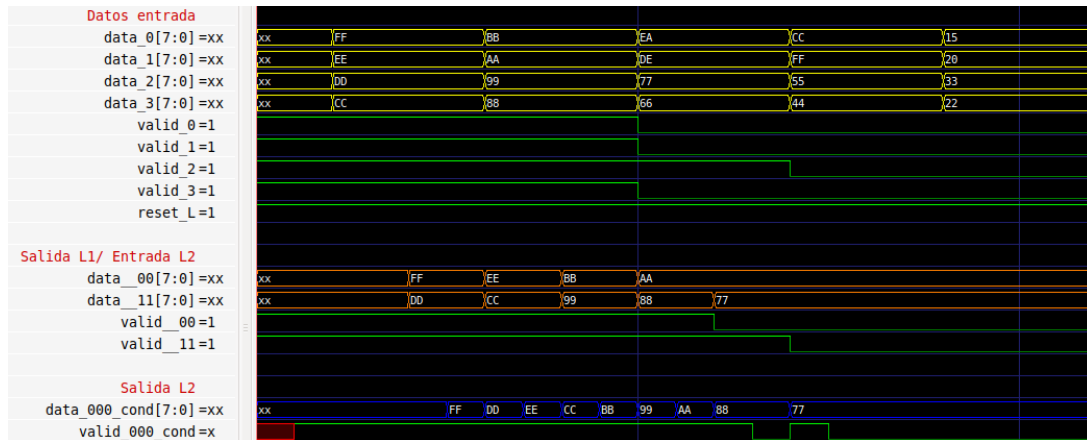 Datos entrada
data_0[7:0]=xx xx FF BB EA CC 15
data_1[7:0]=xx xx EE AA DE FF 20
data_2[7:0]=xx xx DD 99 77 55 33
data_3[7:0]=xx xx CC 88 66 44 22
valid_0=1
valid_1=1
valid_2=1
valid_3=1
reset_L=1
Salida L1/ Entrada L2
data__00[7:0]=xx xx FF EE BB AA
data__11[7:0]=xx xx DD CC 99 88 77
valid__00=1
valid__11=1
Salida L2
data_000_cond[7:0]=xx xx FF DD EE CC BB 99 AA 88 77
valid_000_cond=x